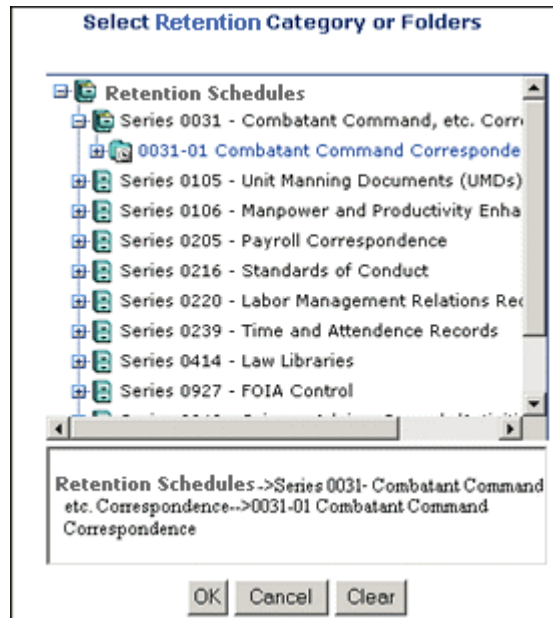 Select Retention Category or Folders
Retention Schedules
Series 0031 - Combatant Command, etc. Corr
0031-01 Combatant Command Corresponde
Series 0105 - Unit Manning Documents (UMDs)
Series 0106 - Manpower and Productivity Enha
Series 0205 - Payroll Correspondence
Series 0216 - Standards of Conduct
Series 0220 - Labor Management Relations Rec
Series 0239 - Time and Attendence Records
Series 0414 - Law Libraries
Series 0927 - FOIA Control
Retention Schedules->Series 0031- Combatant Command
etc. Correspondence-->0031-01 Combatant Command
Correspondence
OK Cancel Clear